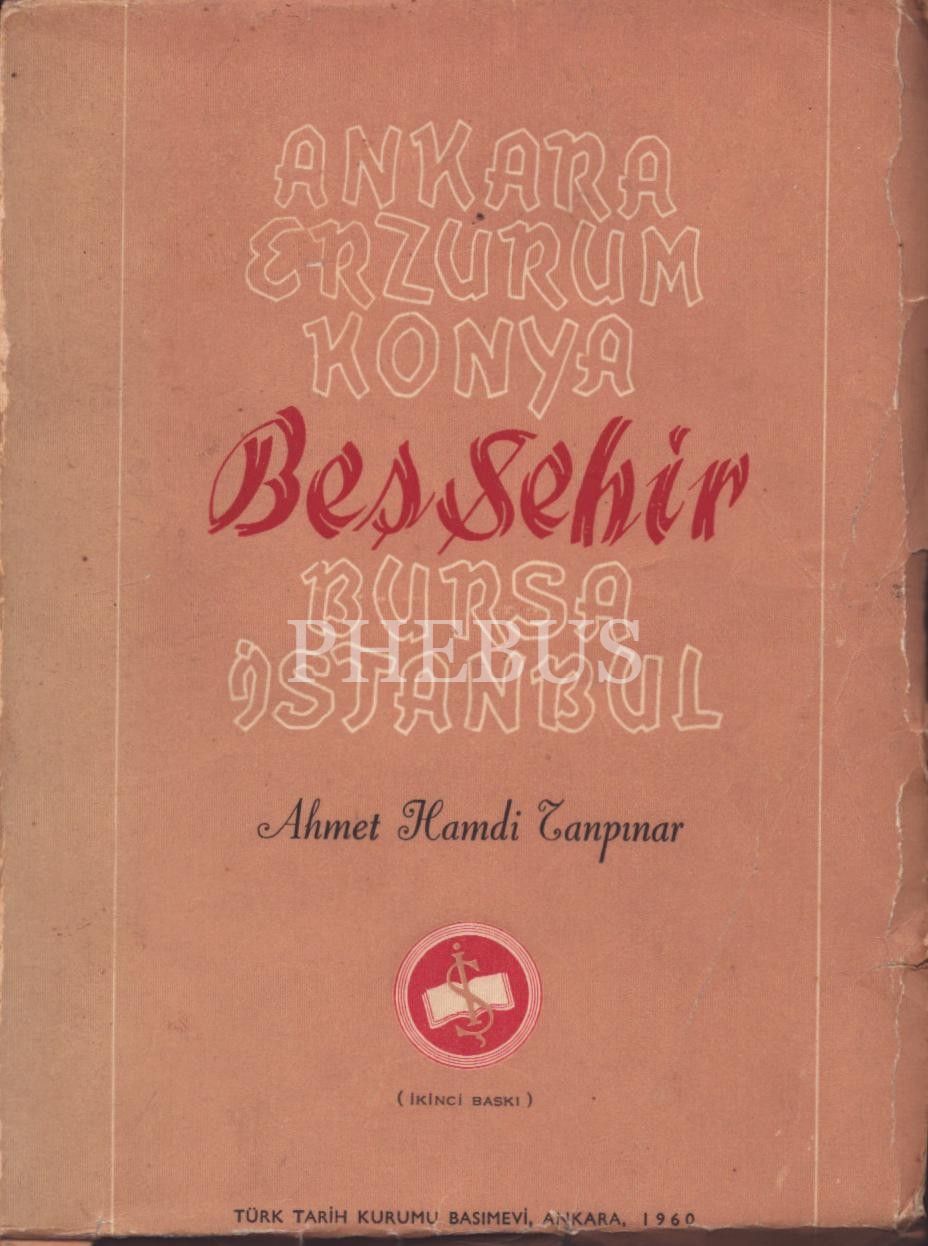 ANKARA
ERZURUM
KONYA
Beş Şehir
BURSA
PHEBUS
İSTANBUL
Ahmet Hamdi Tanpınar
İŞ
( İKİNCİ BASKI )
TÜRK TARİH KURUMU BASIMEVİ, ANKARA, 1960